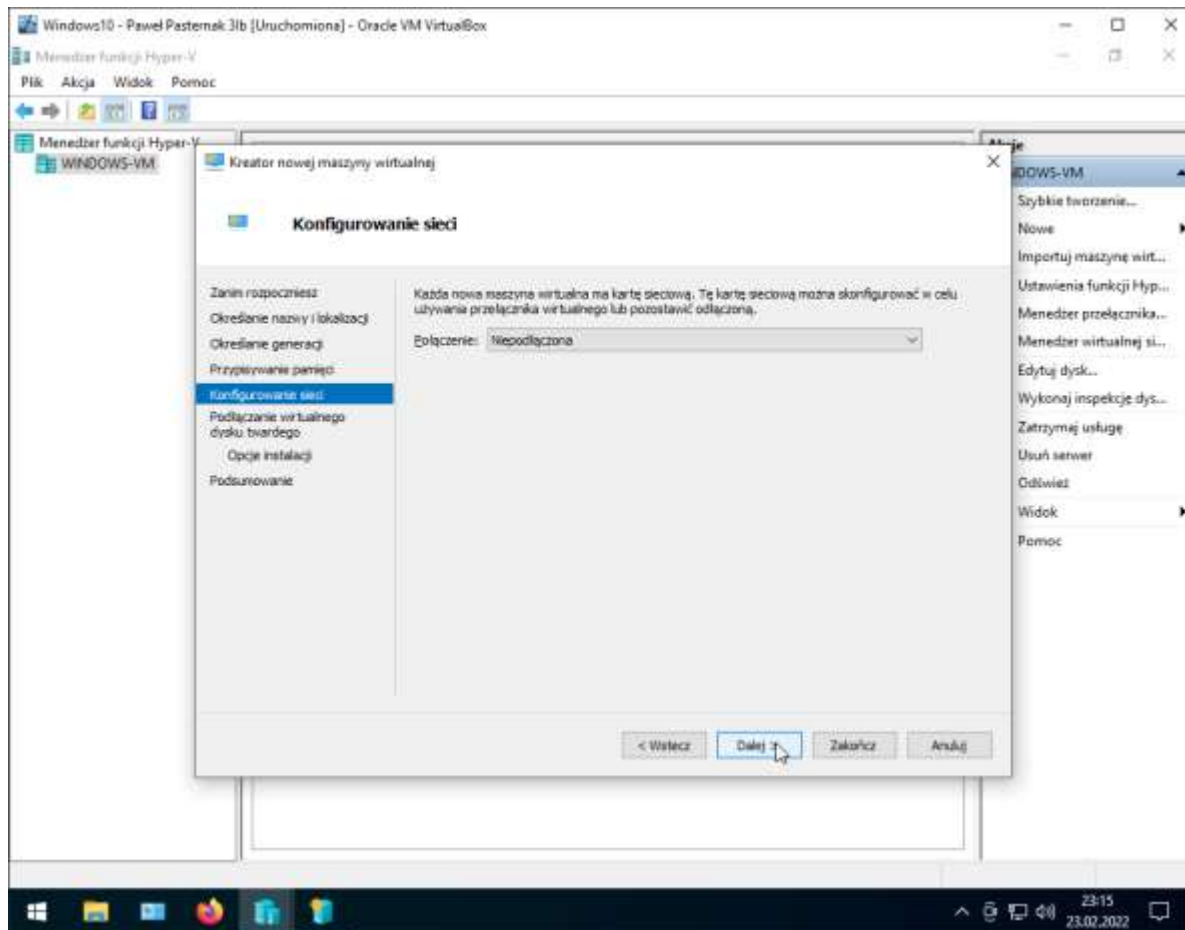 Windows10 - Paweł Pasternak 3lb [Uruchomiona] - Oracle VM VirtualBox
Menedżer funkcji Hyper-V
Plik Akcja Widok Pomoc
Menedżer funkcji Hyper-V
WINDOWS-VM
Kreator nowej maszyny wirtualnej
Konfigurowanie sieci
Zanim rozpoczniesz
Określanie nazwy i lokalizacji
Określanie generacji
Przypisywanie pamięci
Konfigurowanie sieci
Podłączanie wirtualnego
dysku twardego
Opcje instalacji
Podsumowanie
Każda nowa maszyna wirtualna ma kartę sieciową. Tę kartę sieciową można skonfigurować w celu
używania przełącznika wirtualnego lub pozostawić odłączoną.
Połączenie: Niepodłączona
< Wstecz Dalej > Zakończ Anuluj
Akcje
DOWS-VM
Szybkie tworzenie...
Nowe
Importuj maszynę wirt...
Ustawienia funkcji Hyp...
Menedżer przełącznika...
Menedżer wirtualnej si...
Edytuj dysk...
Wykonaj inspekcję dys...
Zatrzymaj usługę
Usuń serwer
Odśwież
Widok
Pomoc
23:15
23.02.2022